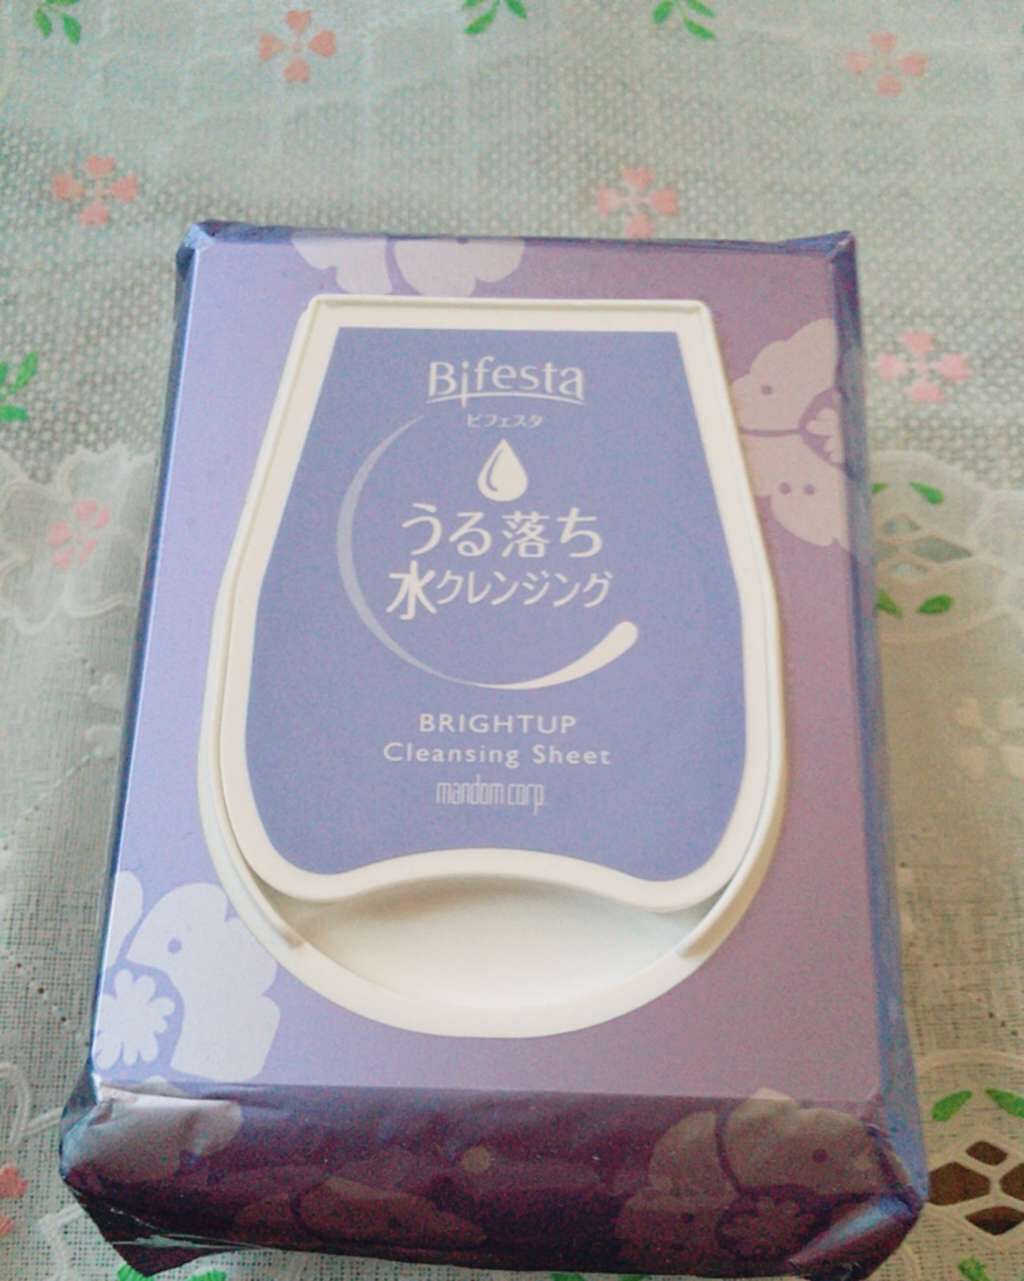 Bifesta
ビフェスタ
うる落ち
水クレンジング
BRIGHTUP
Cleansing Sheet
mandom corp.